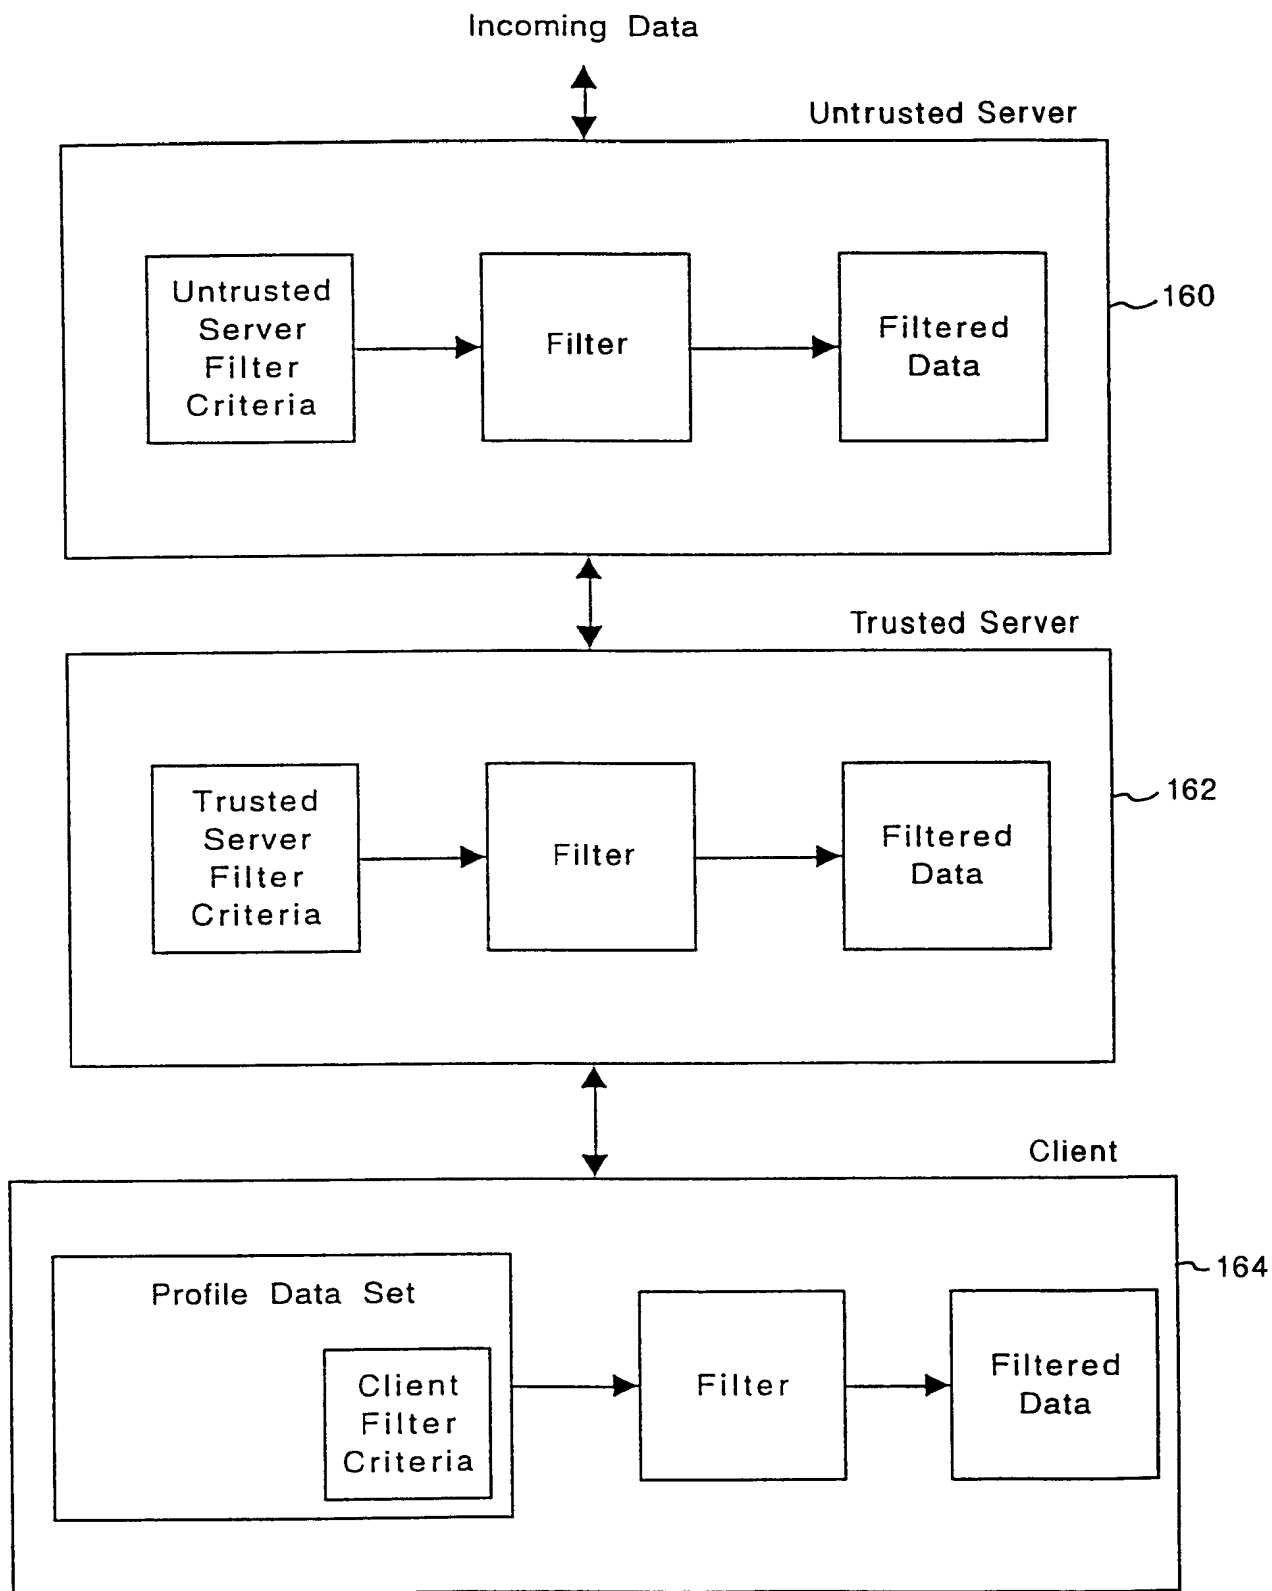 Incoming Data
Untrusted Server
Untrusted
Server
Filter
Criteria
Filter
Filtered
Data
160
Trusted Server
Trusted
Server
Filter
Criteria
Filter
Filtered
Data
162
Client
Profile Data Set
Client
Filter
Criteria
Filter
Filtered
Data
164